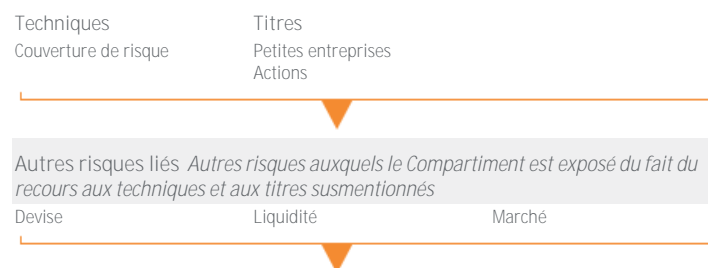 Techniques Titres
Couverture de risque Petites entreprises
Actions
Autres risques liés Autres risques auxquels le Compartiment est exposé du fait du
recours aux techniques et aux titres susmentionnés
Devise Liquidité Marché